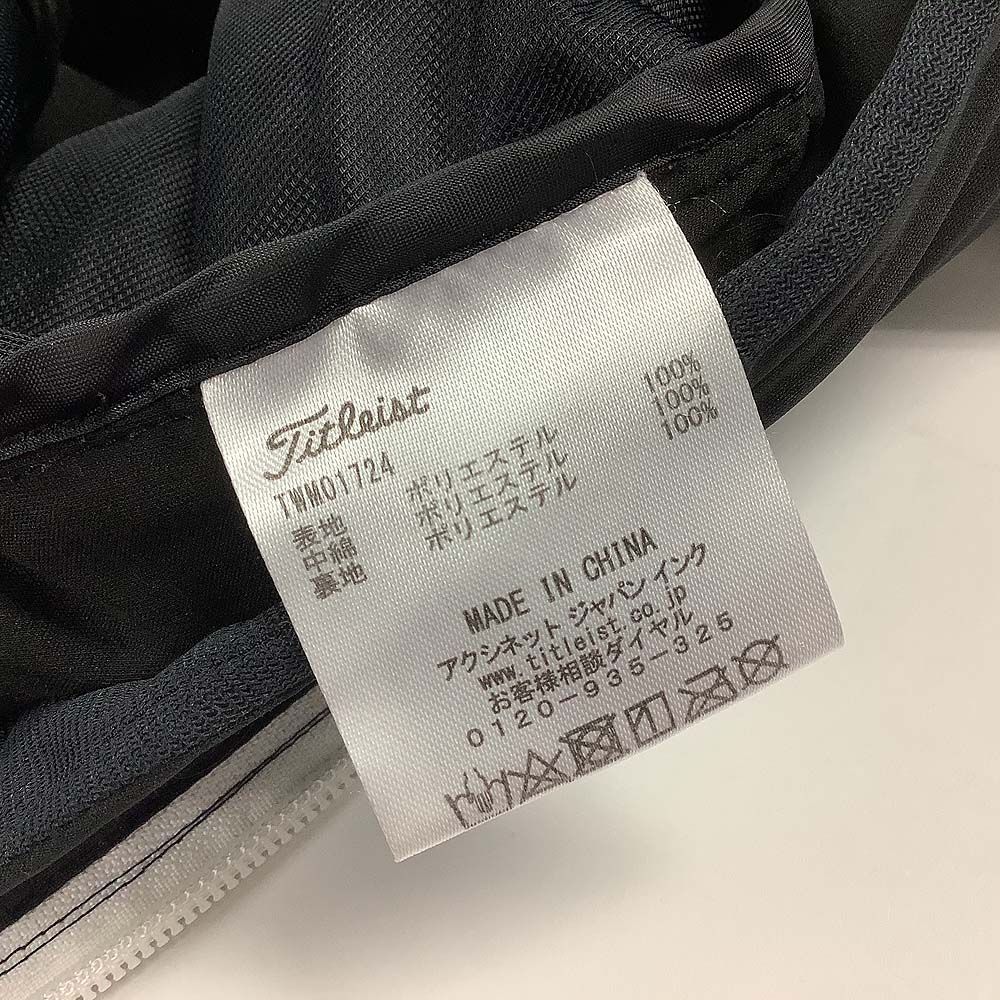 Titleist
TWM01724
表地 ポリエステル 100%
中綿 ポリエステル 100%
裏地 ポリエステル 100%
MADE IN CHINA
アクシネット ジャパン インク
www.titleist.co.jp
お客様相談ダイヤル
0120-935-325